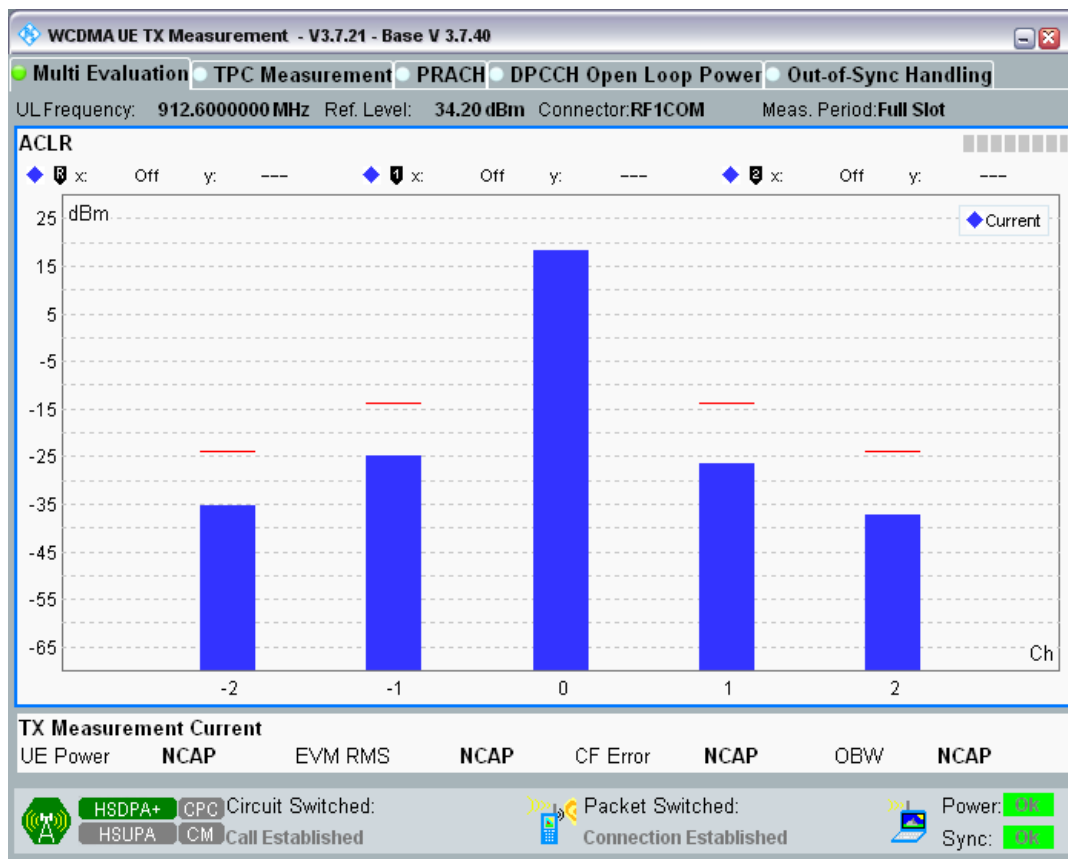 WCDMA UE TX Measurement - V3.7.21 - Base V 3.7.40
Multi Evaluation TPC Measurement PRACH DPCCH Open Loop Power Out-of-Sync Handling
UL Frequency: 912.6000000 MHz Ref. Level: 34.20 dBm Connector:RF1COM Meas. Period:Full Slot
ACLR
R x: Off y: --- 1 x: Off y: --- 2 x: Off y: ---
dBm
Current
25
15
5
-5
-15
-25
-35
-45
-55
-65
Ch
-2 -1 0 1 2
TX Measurement Current
UE Power NCAP EVM RMS NCAP CF Error NCAP OBW NCAP
HSDPA+ CPC Circuit Switched: Packet Switched: Power: OK
HSUPA CM Call Established Connection Established Sync: OK